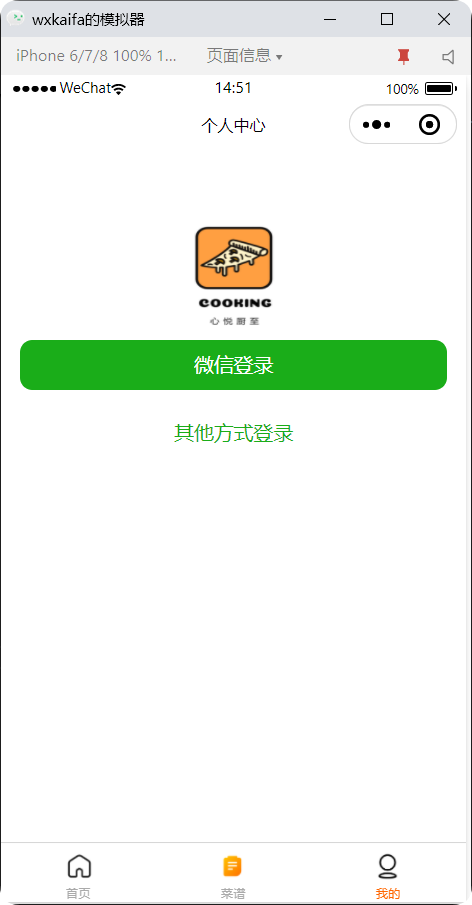 wxkaifa的模拟器
iPhone 6/7/8 100% 1... 页面信息
WeChat 14:51 100%
个人中心
COOKING
心悦厨至
微信登录
其他方式登录
首页 菜谱 我的